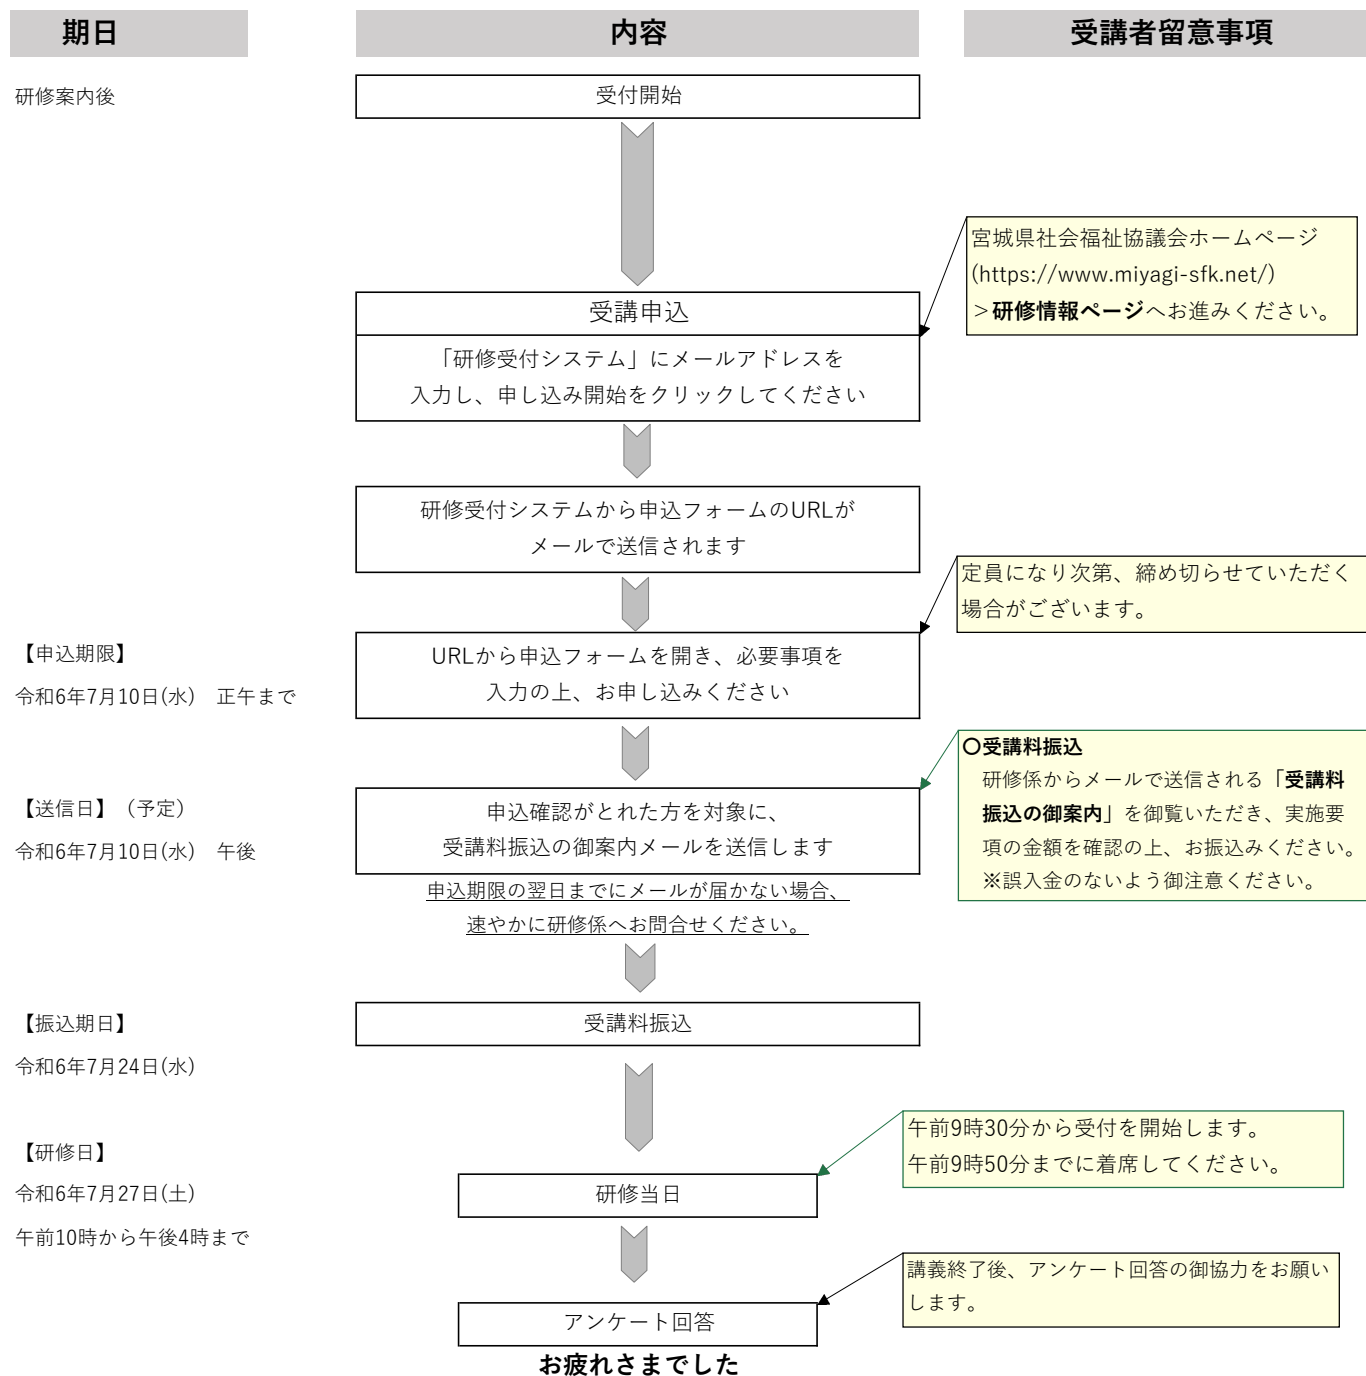 期日
内容
受講者留意事項
研修案内後
受付開始
宮城県社会福祉協議会ホームページ
(https://www.miyagi-sfk.net/)
＞研修情報ページへお進みください。
受講申込
「研修受付システム」にメールアドレスを
入力し、申し込み開始をクリックしてください
研修受付システムから申込フォームのURLが
メールで送信されます
定員になり次第、締め切らせていただく
場合がございます。
【申込期限】
令和6年7月10日(水)　正午まで
URLから申込フォームを開き、必要事項を
入力の上、お申し込みください
〇受講料振込
研修係からメールで送信される「受講料
振込の御案内」を御覧いただき、実施要
項の金額を確認の上、お振込みください。
※誤入金のないよう御注意ください。
【送信日】（予定）
令和6年7月10日(水)　午後
申込確認がとれた方を対象に、
受講料振込の御案内メールを送信します
申込期限の翌日までにメールが届かない場合、
速やかに研修係へお問合せください。
【振込期日】
令和6年7月24日(水)
受講料振込
【研修日】
令和6年7月27日(土)
午前10時から午後4時まで
午前9時30分から受付を開始します。
午前9時50分までに着席してください。
研修当日
講義終了後、アンケート回答の御協力をお願い
します。
アンケート回答
お疲れさまでした